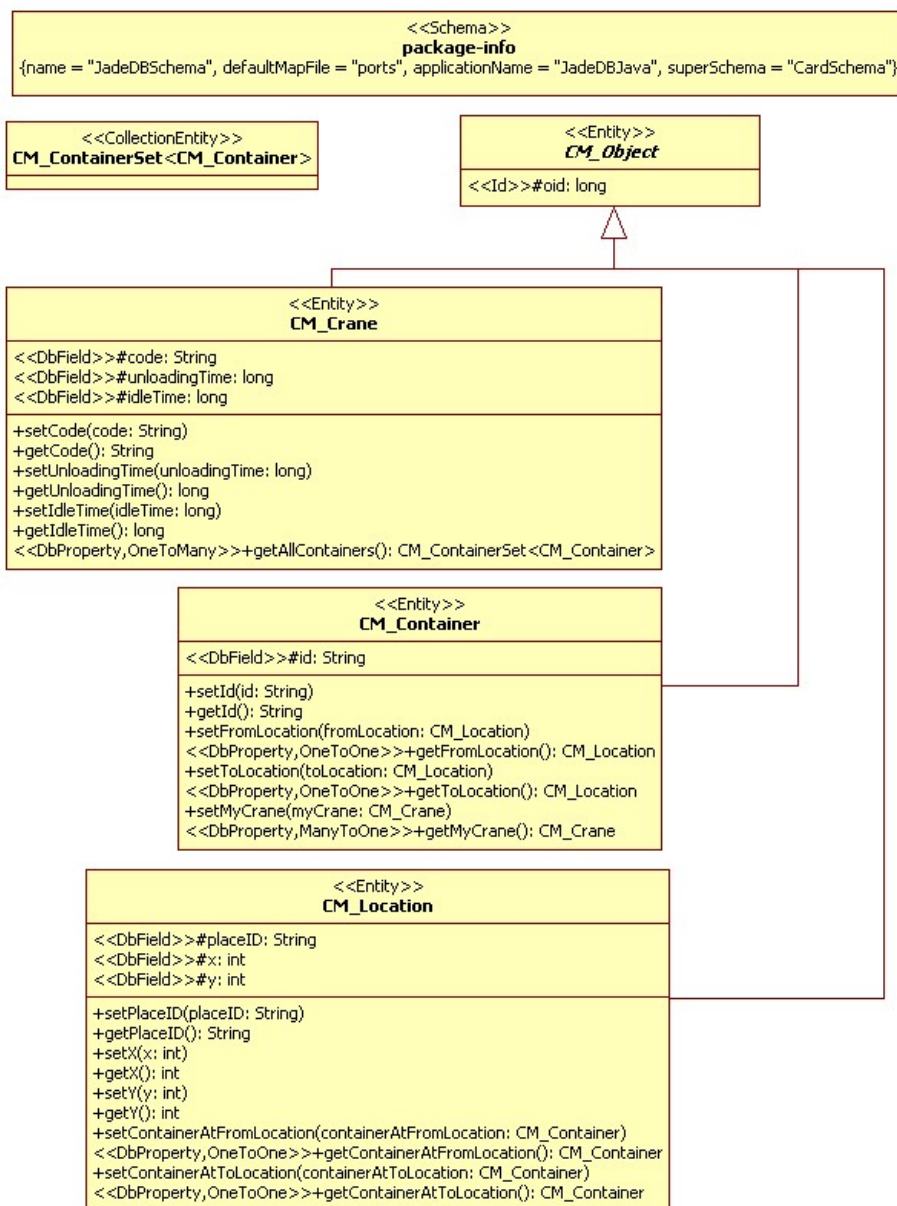 <<Schema>>
package-info
{name = "JadeDBSchema", defaultMapFile = "ports", applicationName = "JadeDBJava", superSchema = "CardSchema"}
<<CollectionEntity>>
CM_ContainerSet<CM_Container>
<<Entity>>
CM_Object
<<Id>>#oid: long
<<Entity>>
CM_Crane
<<DbField>>#code: String
<<DbField>>#unloadingTime: long
<<DbField>>#idleTime: long
+setCode(code: String)
+getCode(): String
+setUnloadingTime(unloadingTime: long)
+getUnloadingTime(): long
+setIdleTime(idleTime: long)
+getIdleTime(): long
<<DbProperty,OneToMany>>+getAllContainers(): CM_ContainerSet<CM_Container>
<<Entity>>
CM_Container
<<DbField>>#id: String
+setId(id: String)
+getId(): String
+setFromLocation(fromLocation: CM_Location)
<<DbProperty,OneToOne>>+getFromLocation(): CM_Location
+setToLocation(toLocation: CM_Location)
<<DbProperty,OneToOne>>+getToLocation(): CM_Location
+setMyCrane(myCrane: CM_Crane)
<<DbProperty,ManyToOne>>+getMyCrane(): CM_Crane
<<Entity>>
CM_Location
<<DbField>>#placeID: String
<<DbField>>#x: int
<<DbField>>#y: int
+setPlaceID(placeID: String)
+getPlaceID(): String
+setX(x: int)
+getX(): int
+setY(y: int)
+getY(): int
+setContainerAtFromLocation(containerAtFromLocation: CM_Container)
<<DbProperty,OneToOne>>+getContainerAtFromLocation(): CM_Container
+setContainerAtToLocation(containerAtToLocation: CM_Container)
<<DbProperty,OneToOne>>+getContainerAtToLocation(): CM_Container